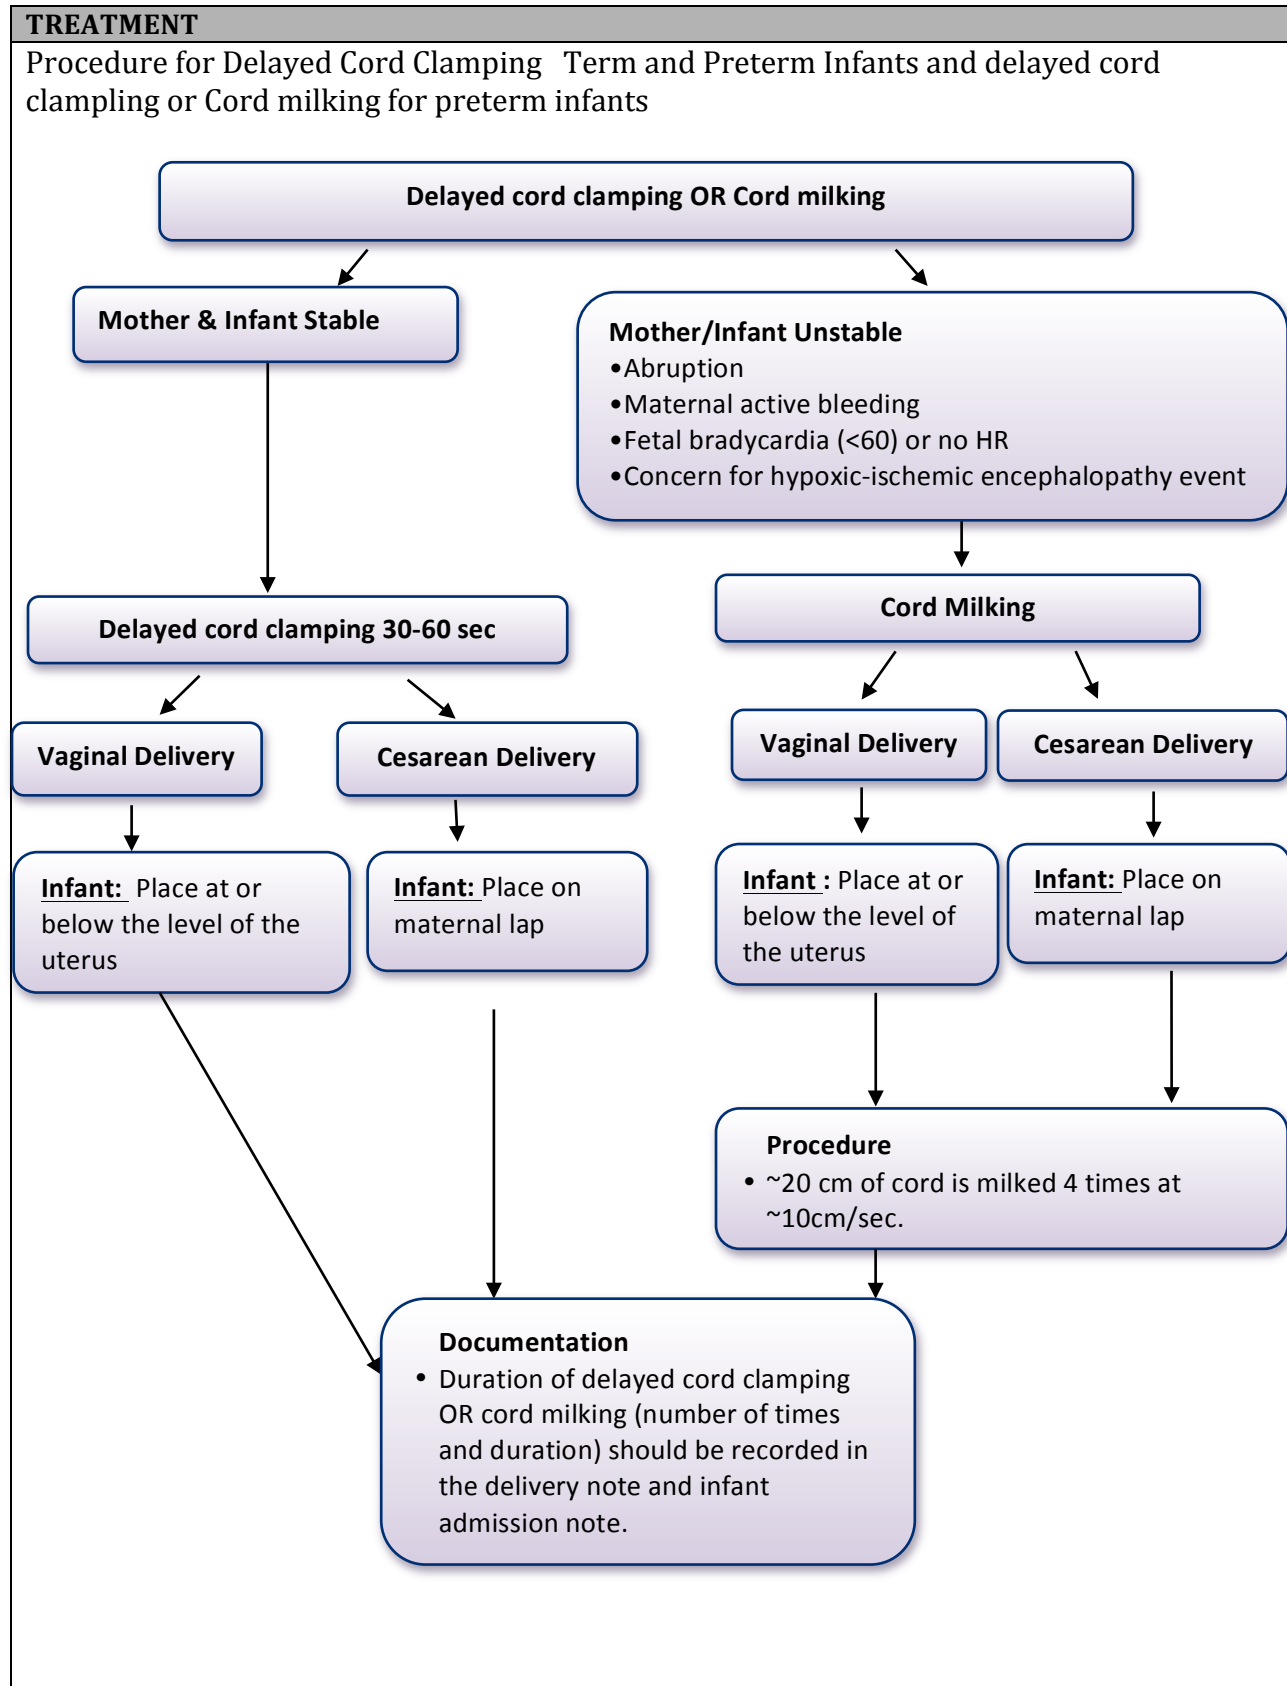 TREATMENT
Procedure for Delayed Cord Clamping   Term and Preterm Infants and delayed cord
clampling or Cord milking for preterm infants
Delayed cord clamping OR Cord milking
Mother & Infant Stable
Mother/Infant Unstable
•Abruption
•Maternal active bleeding
•Fetal bradycardia (<60) or no HR
•Concern for hypoxic-ischemic encephalopathy event
Delayed cord clamping 30-60 sec
Cord Milking
Vaginal Delivery
Cesarean Delivery
Vaginal Delivery
Cesarean Delivery
Infant: Place at or
below the level of the
uterus
Infant: Place on
maternal lap
Infant : Place at or
below the level of
the uterus
Infant: Place on
maternal lap
Procedure
• ~20 cm of cord is milked 4 times at
~10cm/sec.
Documentation
• Duration of delayed cord clamping
OR cord milking (number of times
and duration) should be recorded in
the delivery note and infant
admission note.